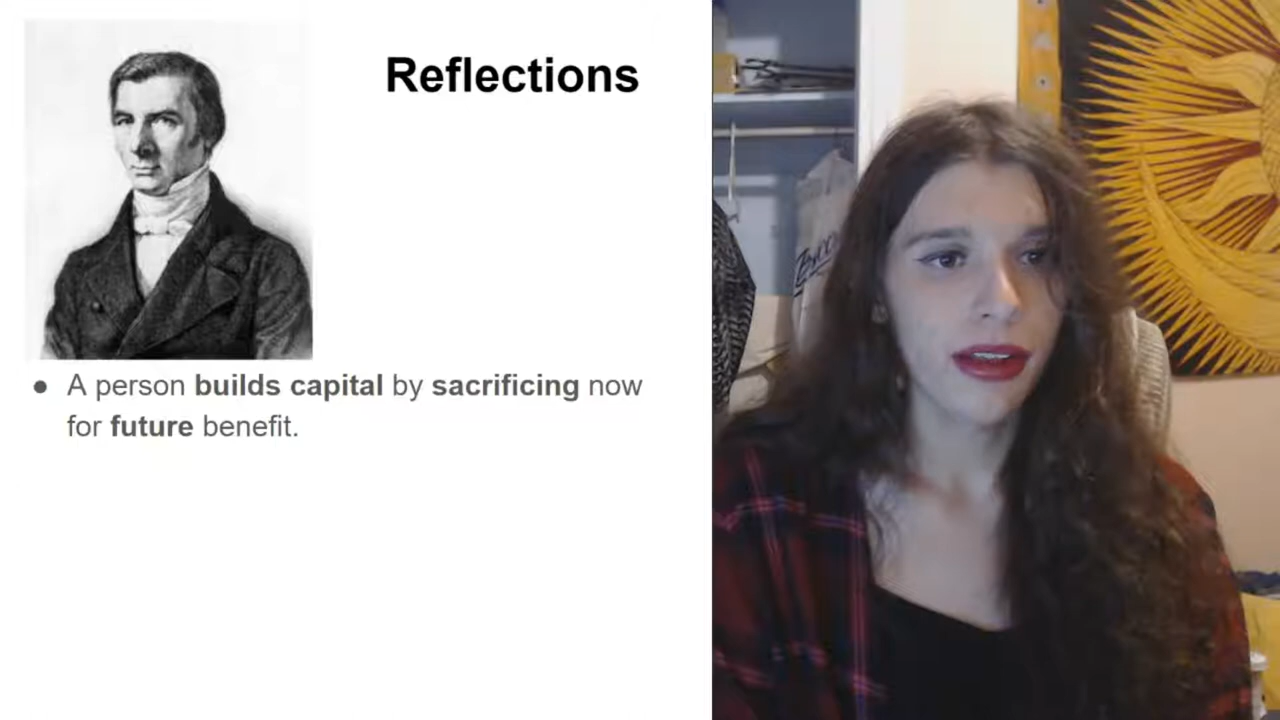 Reflections
● A person builds capital by sacrificing now
for future benefit.